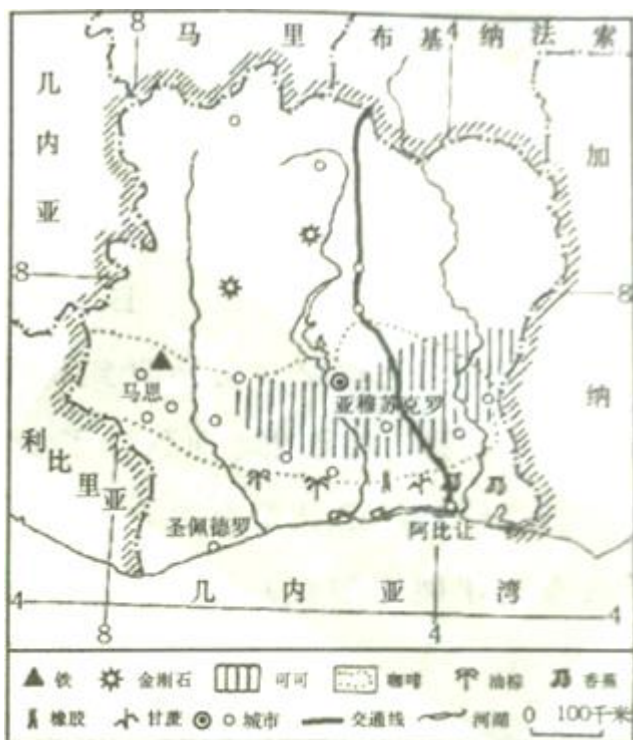 8 马里 布基纳法索 4
几内亚
加纳
8 8
马恩
亚穆苏克罗
利比里亚
圣佩德罗 阿比让
4 几内亚湾 4
8 4
铁 金刚石 可可 咖啡 油棕 香蕉
橡胶 甘蔗 城市 交通线 河湖 0 100千米